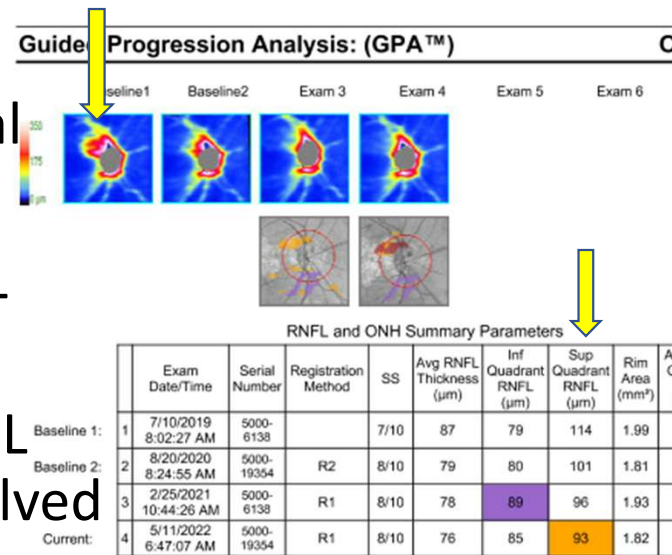 Guided Progression Analysis: (GPA™)
seline1 Baseline2 Exam 3 Exam 4 Exam 5 Exam 6
al
350
175
0 μm
RNFL and ONH Summary Parameters
Exam Date/Time Serial Number Registration Method SS Avg RNFL Thickness (μm) Inf Quadrant RNFL (μm) Sup Quadrant RNFL (μm) Rim Area (mm²)
L
Baseline 1: 1 7/10/2019 8:02:27 AM 5000-6138 7/10 87 79 114 1.99
Baseline 2: 2 8/20/2020 8:24:55 AM 5000-19354 R2 8/10 79 80 101 1.81
lved
3 2/25/2021 10:44:26 AM 5000-6138 R1 8/10 78 89 96 1.93
Current: 4 5/11/2022 6:47:07 AM 5000-19354 R1 8/10 76 85 93 1.82